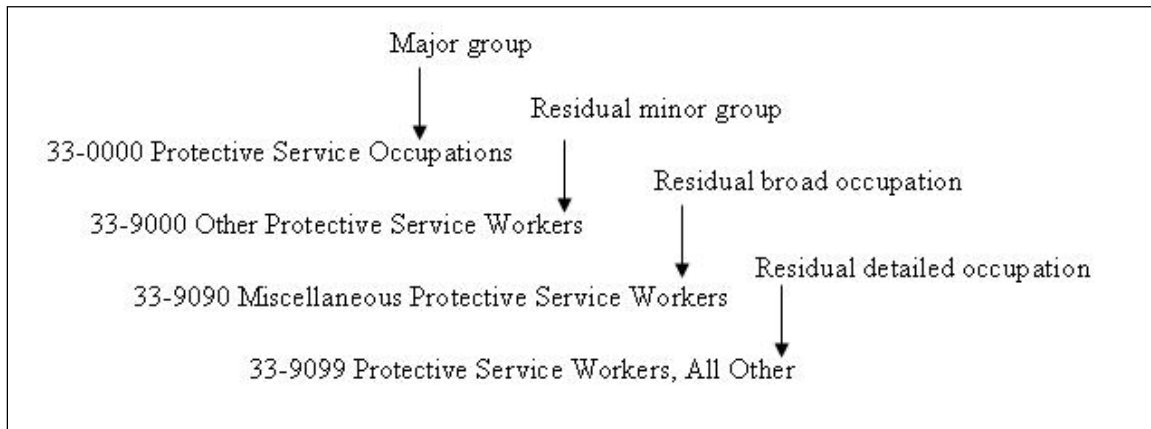 Major group
Residual minor group
33-0000 Protective Service Occupations
Residual broad occupation
33-9000 Other Protective Service Workers
Residual detailed occupation
33-9090 Miscellaneous Protective Service Workers
33-9099 Protective Service Workers, All Other